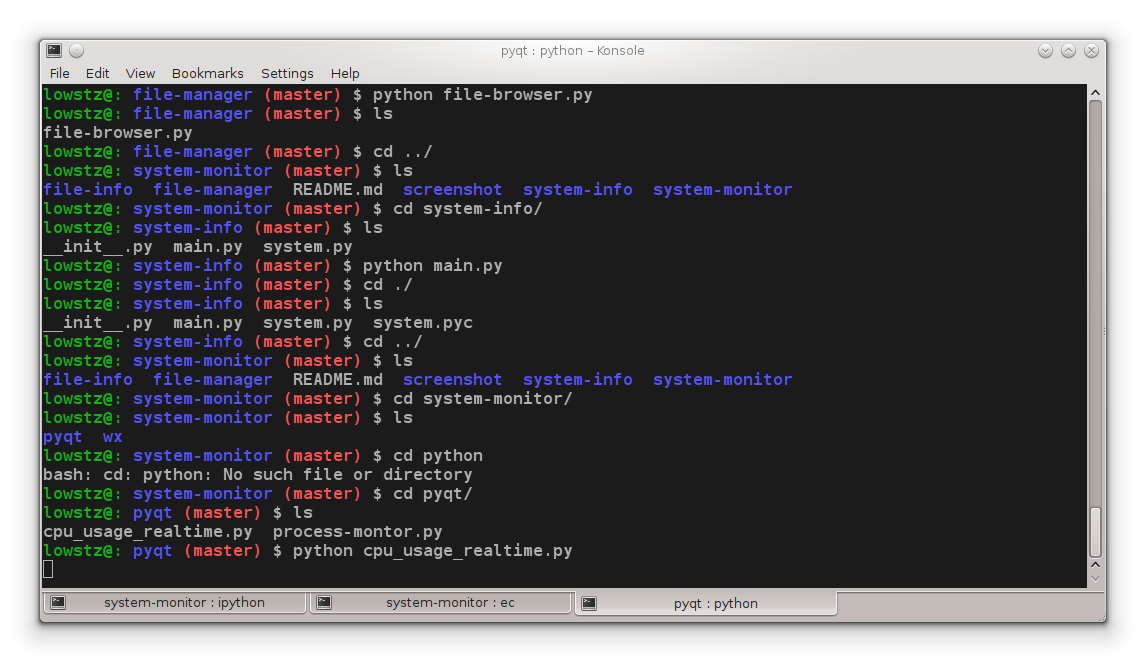 pyqt : python – Konsole
File Edit View Bookmarks Settings Help
lowstz@: file-manager (master) $ python file-browser.py
lowstz@: file-manager (master) $ ls
file-browser.py
lowstz@: file-manager (master) $ cd ../
lowstz@: system-monitor (master) $ ls
file-info  file-manager  README.md  screenshot  system-info  system-monitor
lowstz@: system-monitor (master) $ cd system-info/
lowstz@: system-info (master) $ ls
__init__.py  main.py  system.py
lowstz@: system-info (master) $ python main.py
lowstz@: system-info (master) $ cd ./
lowstz@: system-info (master) $ ls
__init__.py  main.py  system.py  system.pyc
lowstz@: system-info (master) $ cd ../
lowstz@: system-monitor (master) $ ls
file-info  file-manager  README.md  screenshot  system-info  system-monitor
lowstz@: system-monitor (master) $ cd system-monitor/
lowstz@: system-monitor (master) $ ls
pyqt  wx
lowstz@: system-monitor (master) $ cd python
bash: cd: python: No such file or directory
lowstz@: system-monitor (master) $ cd pyqt/
lowstz@: pyqt (master) $ ls
cpu_usage_realtime.py  process-montor.py
lowstz@: pyqt (master) $ python cpu_usage_realtime.py
system-monitor : ipython system-monitor : ec pyqt : python